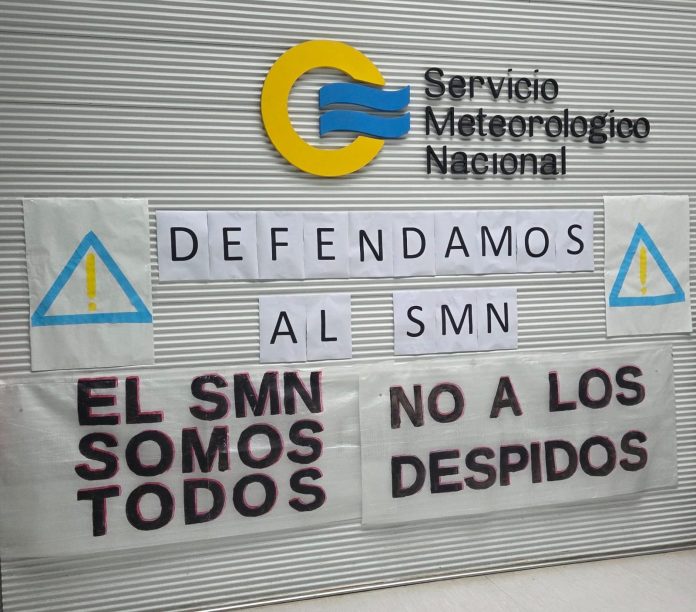 Servicio
Meteorologico
Nacional
DEFENDAMOS
AL SMN
!
!
EL SMN
SOMOS
TODOS
NO A LOS
DESPIDOS